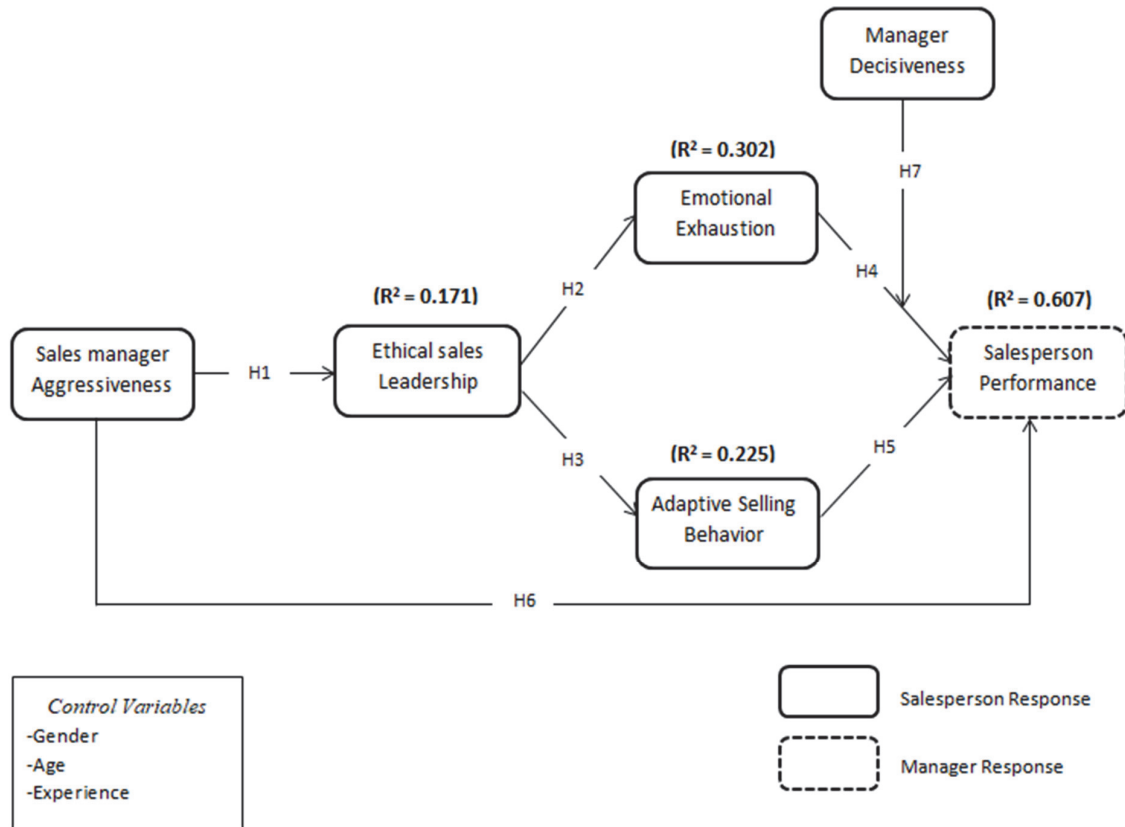 Manager
Decisiveness
(R² = 0.302)
H7
Emotional
Exhaustion
H4
H2
(R² = 0.171)
(R² = 0.607)
Sales manager
Aggressiveness
H1
Ethical sales
Leadership
Salesperson
Performance
H3
(R² = 0.225)
H5
Adaptive Selling
Behavior
H6
Control Variables
-Gender
-Age
-Experience
Salesperson Response
Manager Response